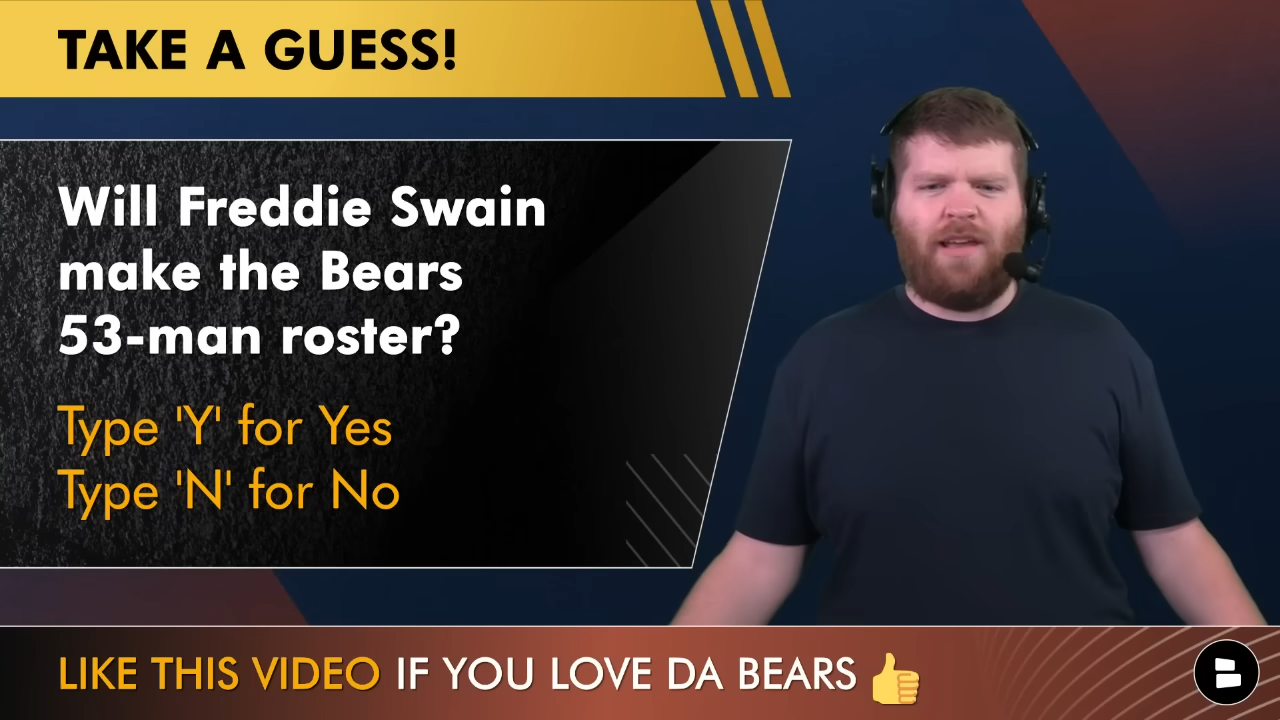 TAKE A GUESS!
Will Freddie Swain
make the Bears
53-man roster?
Type 'Y' for Yes
Type 'N' for No
LIKE THIS VIDEO IF YOU LOVE DA BEARS